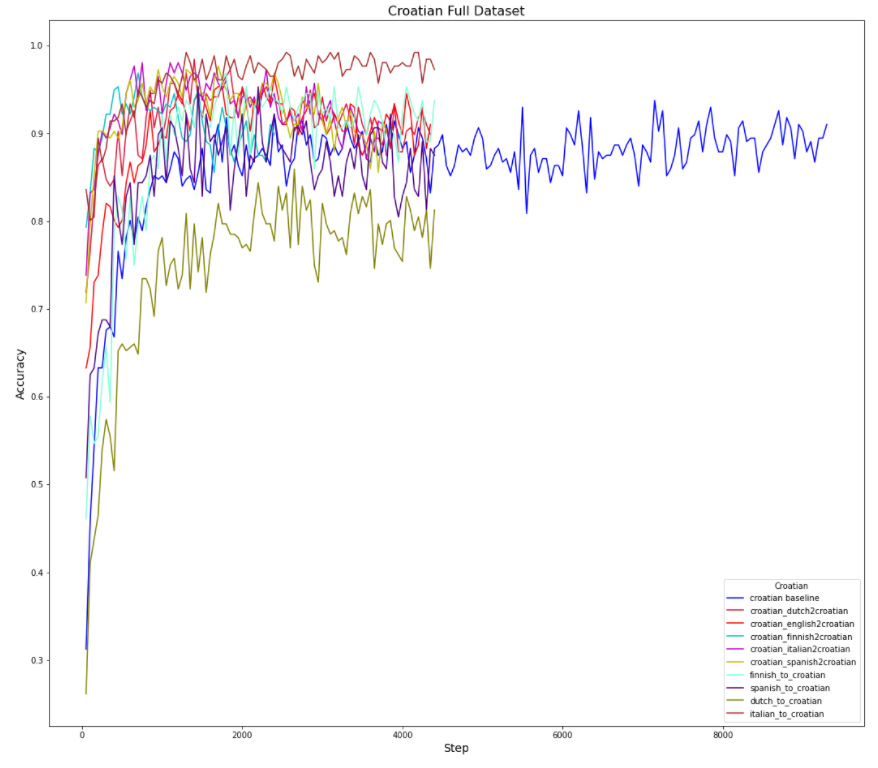 Croatian Full Dataset
1.0
0.9
0.8
0.7
0.6
0.5
0.4
0.3
Accuracy
0
2000
4000
6000
8000
Step
Croatian
croatian baseline
croatian_dutch2croatian
croatian_english2croatian
croatian_finnish2croatian
croatian_italian2croatian
croatian_spanish2croatian
finnish_to_croatian
spanish_to_croatian
dutch_to_croatian
italian_to_croatian